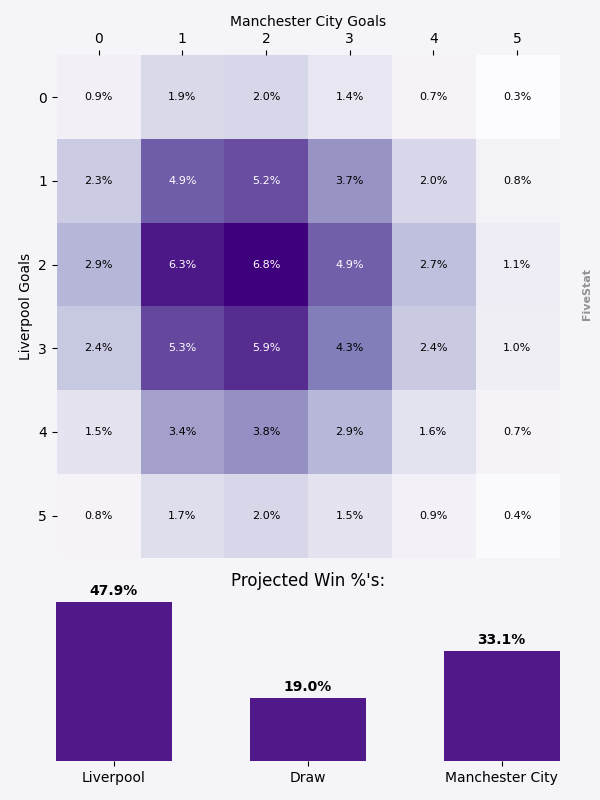 Manchester City Goals
0 1 2 3 4 5
0 0.9% 1.9% 2.0% 1.4% 0.7% 0.3%
1 2.3% 4.9% 5.2% 3.7% 2.0% 0.8%
2 2.9% 6.3% 6.8% 4.9% 2.7% 1.1%
3 2.4% 5.3% 5.9% 4.3% 2.4% 1.0%
4 1.5% 3.4% 3.8% 2.9% 1.6% 0.7%
5 0.8% 1.7% 2.0% 1.5% 0.9% 0.4%
Liverpool Goals
FiveStat
Projected Win %'s:
47.9% 19.0% 33.1%
Liverpool Draw Manchester City